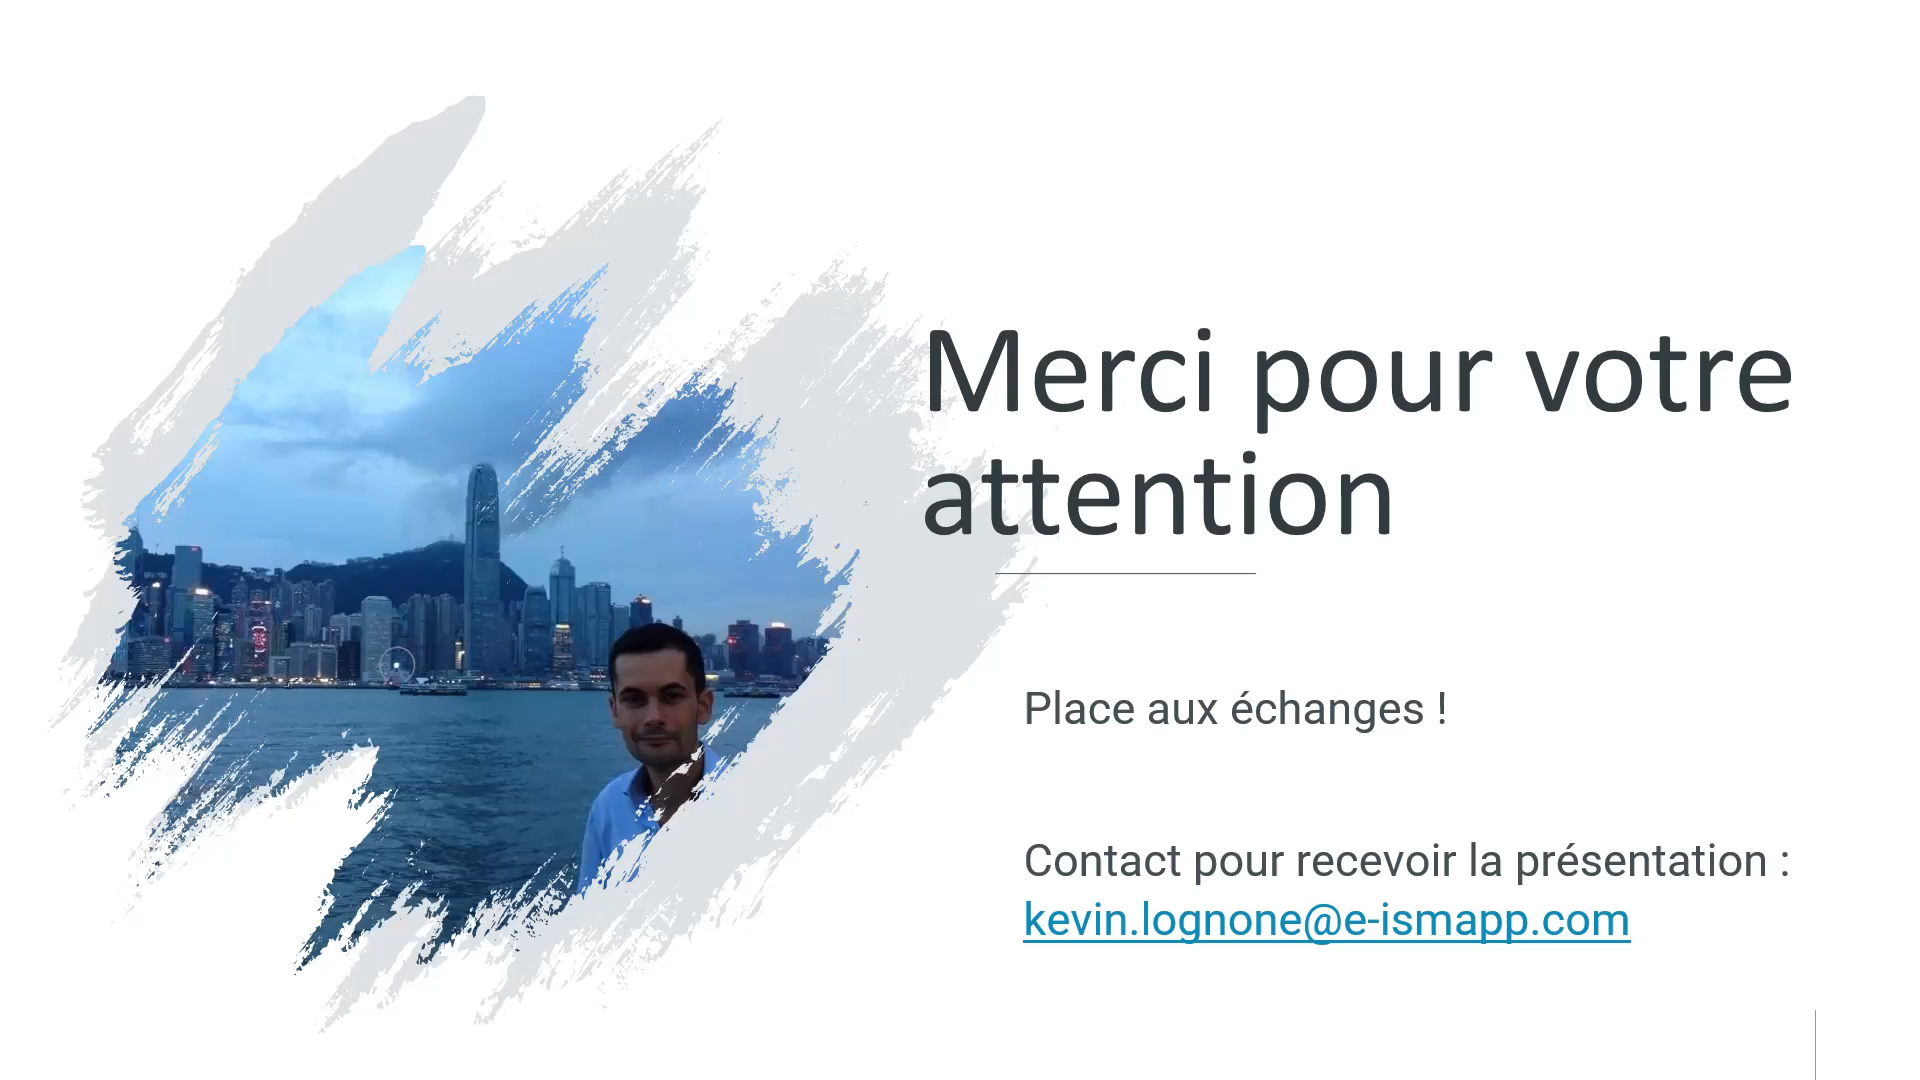 Merci pour votre
attention
Place aux échanges !
Contact pour recevoir la présentation :
kevin.lognone@e-ismapp.com